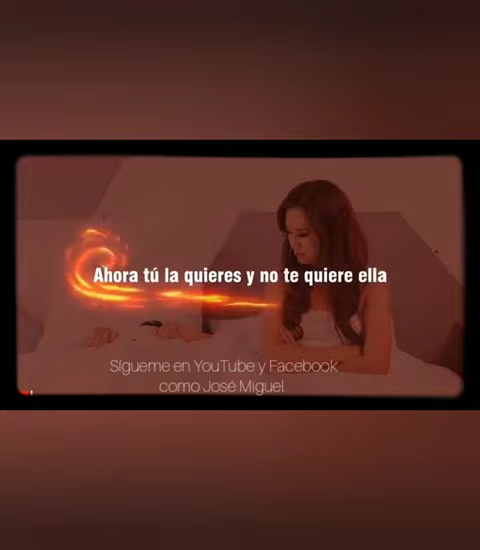 Ahora tú la quieres y no te quiere ella
Sígueme en YouTube y Facebook
como José Miguel